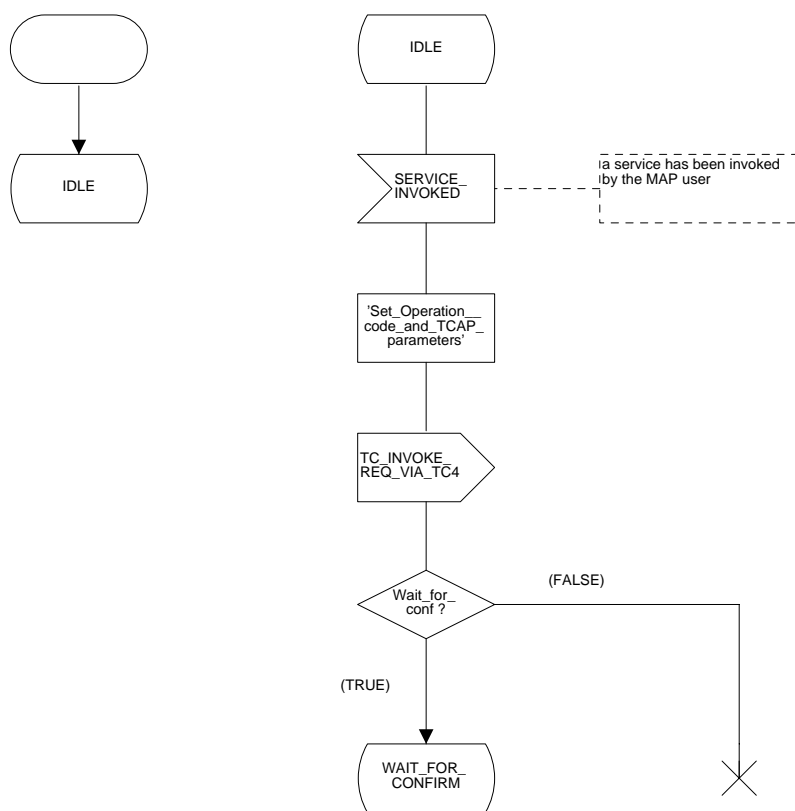 IDLE
IDLE
SERVICE_
INVOKED
a service has been invoked
by the MAP user
'Set_Operation__
code_and_TCAP_
parameters'
TC_INVOKE_
REQ_VIA_TC4
Wait_for_
conf ?
(FALSE)
(TRUE)
WAIT_FOR_
CONFIRM